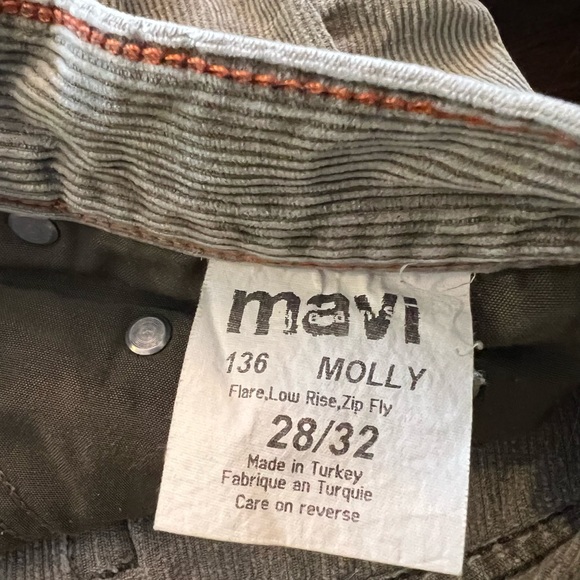 mavi
jeans
136 MOLLY
Flare,Low Rise,Zip Fly
28/32
Made in Turkey
Fabrique an Turquie
Care on reverse